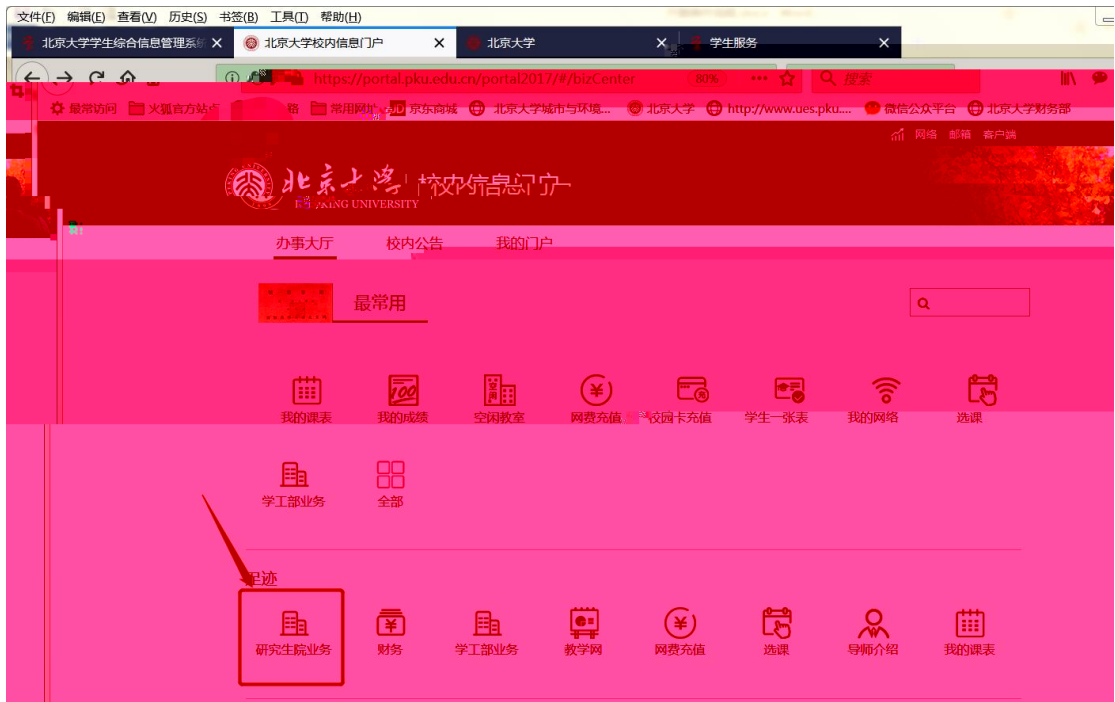 文件(F) 编辑(E) 查看(V) 历史(S) 书签(B) 工具(T) 帮助(H)
北京大学学生综合信息管理系统 北京大学校内信息门户 北京大学 学生服务
https://portal.pku.edu.cn/portal2017/#/bizCenter 80% 搜索
最常访问 火狐官方站点 常用网址 JD 京东商城 北京大学城市与环境... 北京大学 http://www.ues.pku.... 微信公众平台 北京大学财务部
网络 邮箱 客户端
北京大学 校内信息门户
UNIVERSITY
办事大厅 校内公告 我的门户
最常用
我的课表 我的成绩 空闲教室 网费充值 校园卡充值 学生一张表 我的网络 选课
学工部业务 全部
足迹
研究生院业务 财务 学工部业务 教学网 网费充值 选课 导师介绍 我的课表